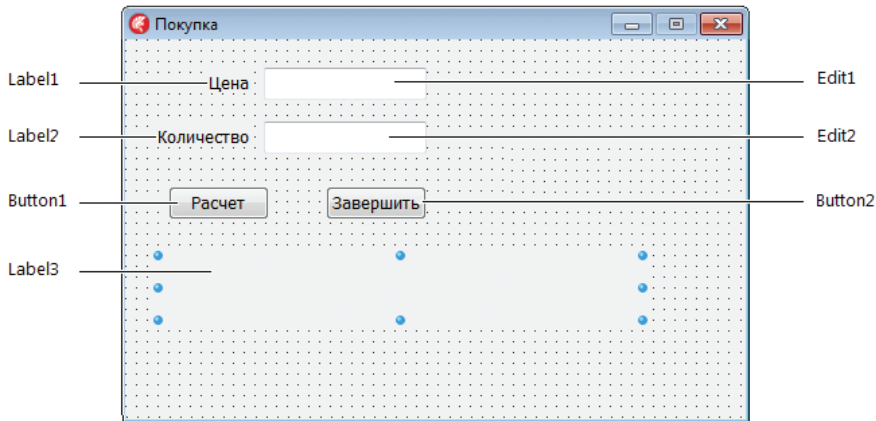 Покупка
Label1 Цена Edit1
Label2 Количество Edit2
Button1 Расчет Завершить Button2
Label3